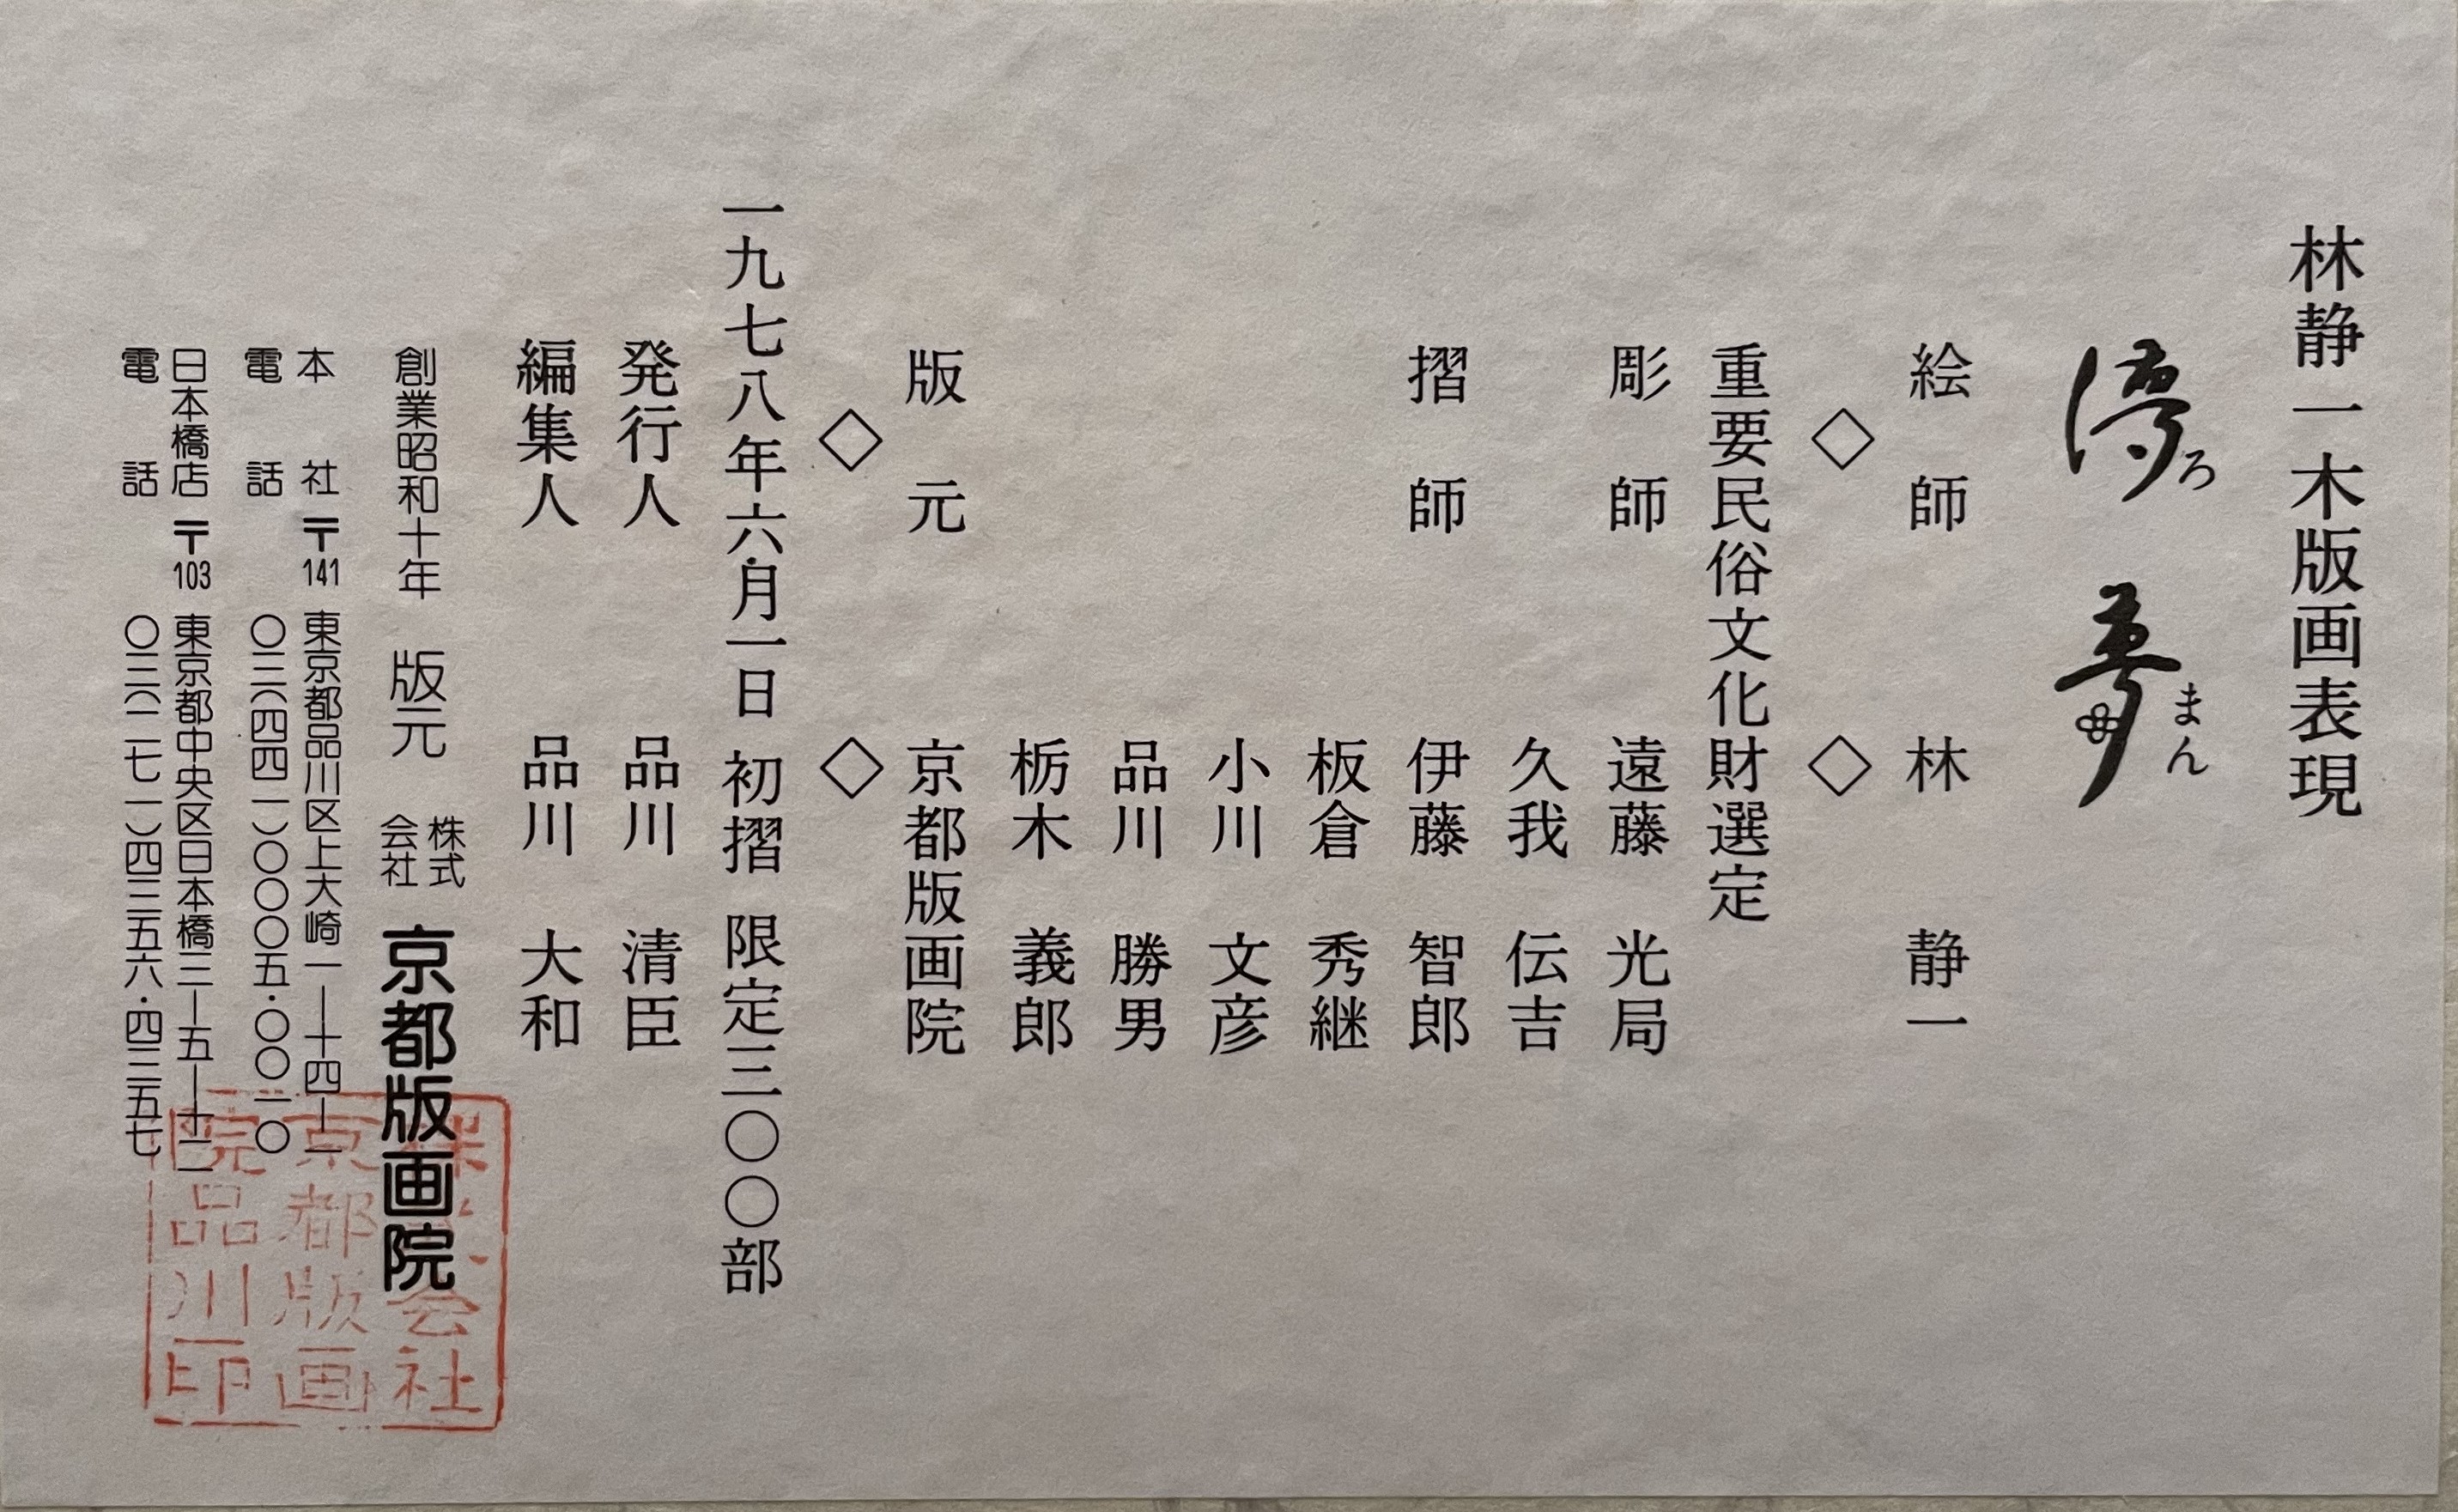 林静一木版画表現
儚夢
ろまん
絵師 林 静一
◇ ◇
重要民俗文化財選定
彫師 遠藤 光局
久我 伝吉
摺師 伊藤 智郎
板倉 秀継
小川 文彦
品川 勝男
栃木 義郎
版元 京都版画院
◇ ◇
一九七八年六月一日 初摺 限定三〇〇部
発行人 品川 清臣
編集人 品川 大和
創業昭和十年 版元 株式会社 京都版画院
本社 〒141 東京都品川区上大崎一―十四―一
電話 〇三(四四一)〇〇〇五・〇〇一〇
日本橋店 〒103 東京都中央区日本橋三―五―十二
電話 〇三(二七一)四三五六・四三五七
株式会社
京都版画
院品川印